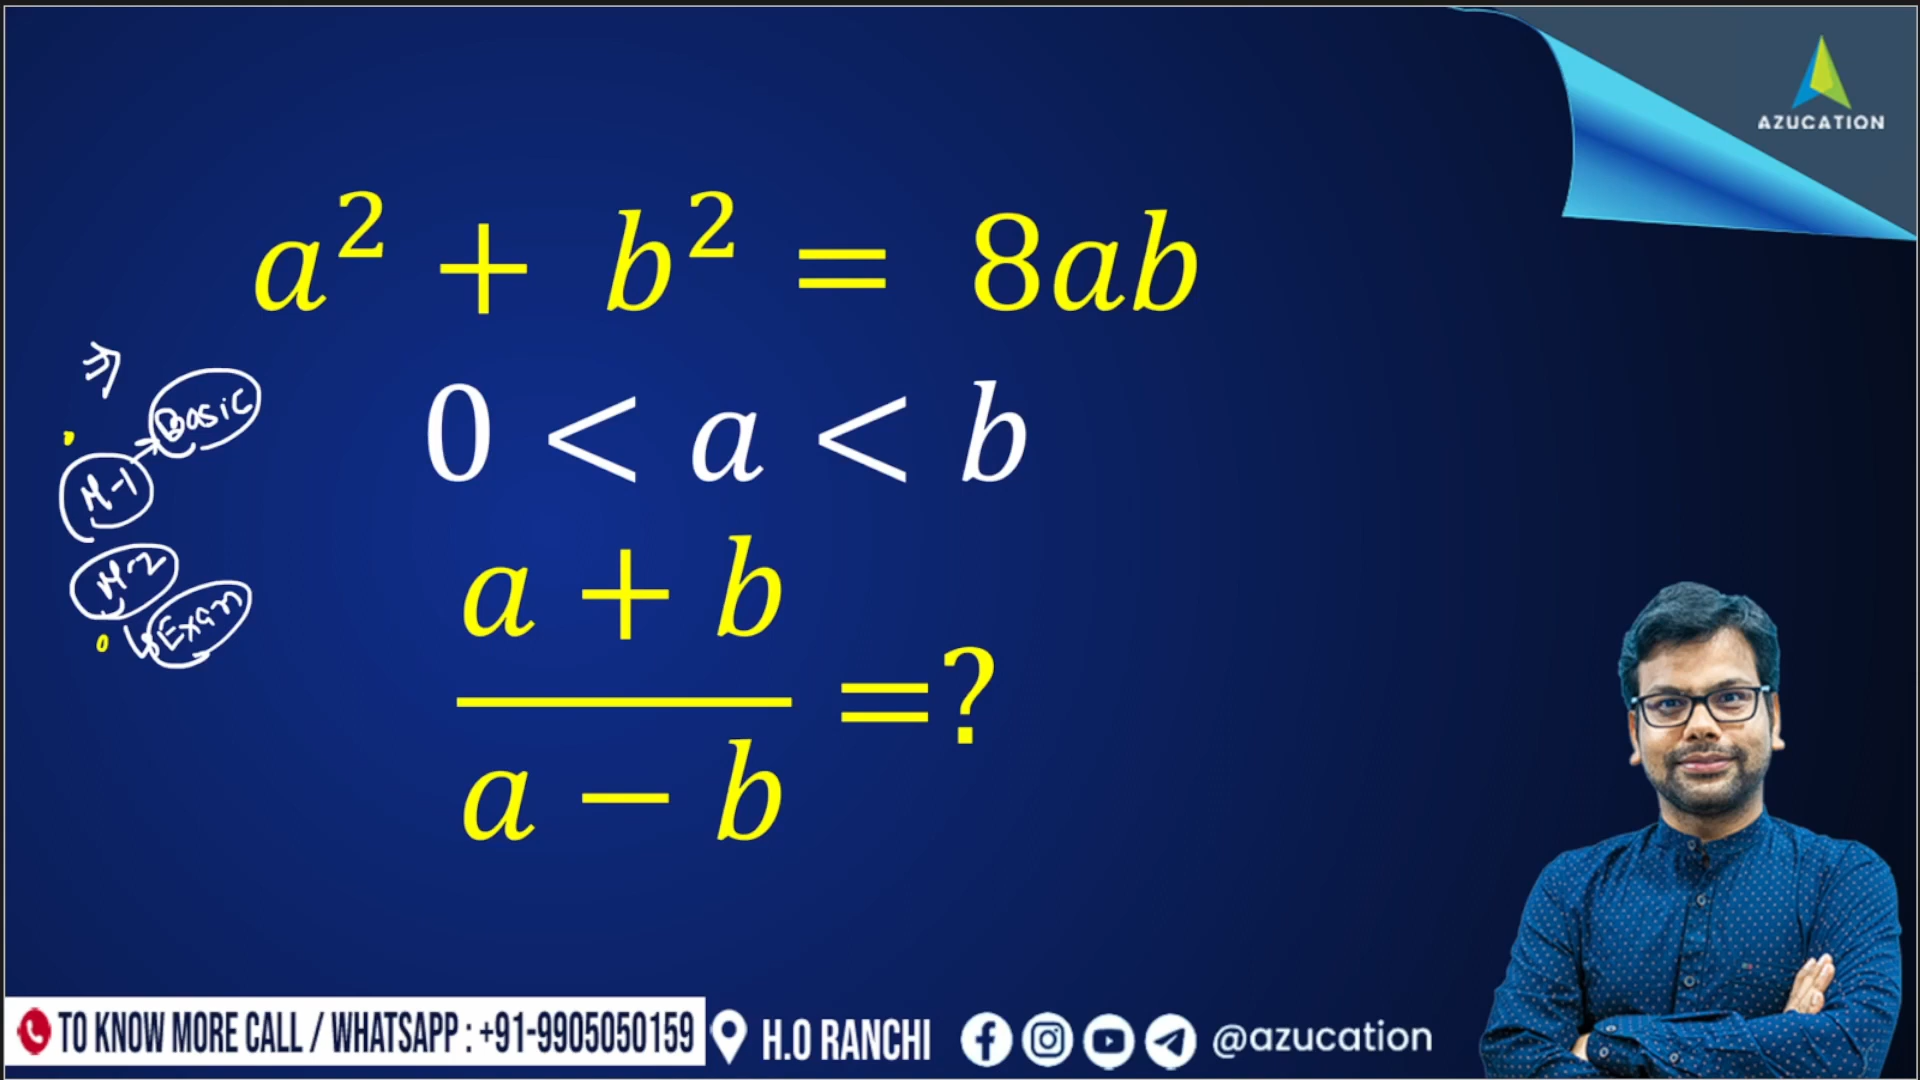 AZUCATION
a² + b² = 8ab
⇒
0 < a < b
Basic
M-1
M-2
Exam
a + b
a − b
=?
TO KNOW MORE CALL / WHATSAPP : +91-9905050159
H.O RANCHI
@azucation